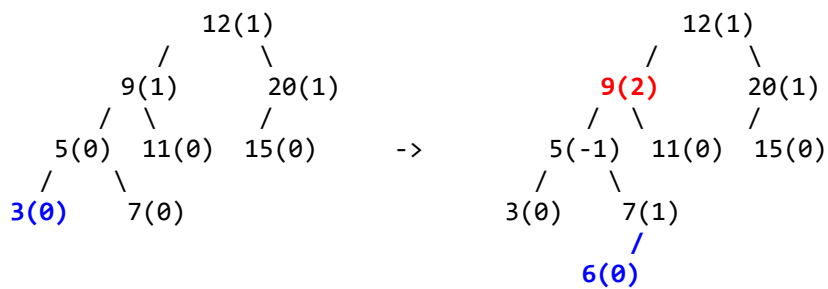 12(1) 12(1)
/ \ / \
9(1) 20(1) 9(2) 20(1)
/ \ / / \ /
5(0) 11(0) 15(0) -> 5(-1) 11(0) 15(0)
/ \ / \
3(0) 7(0) 3(0) 7(1)
/
6(0)